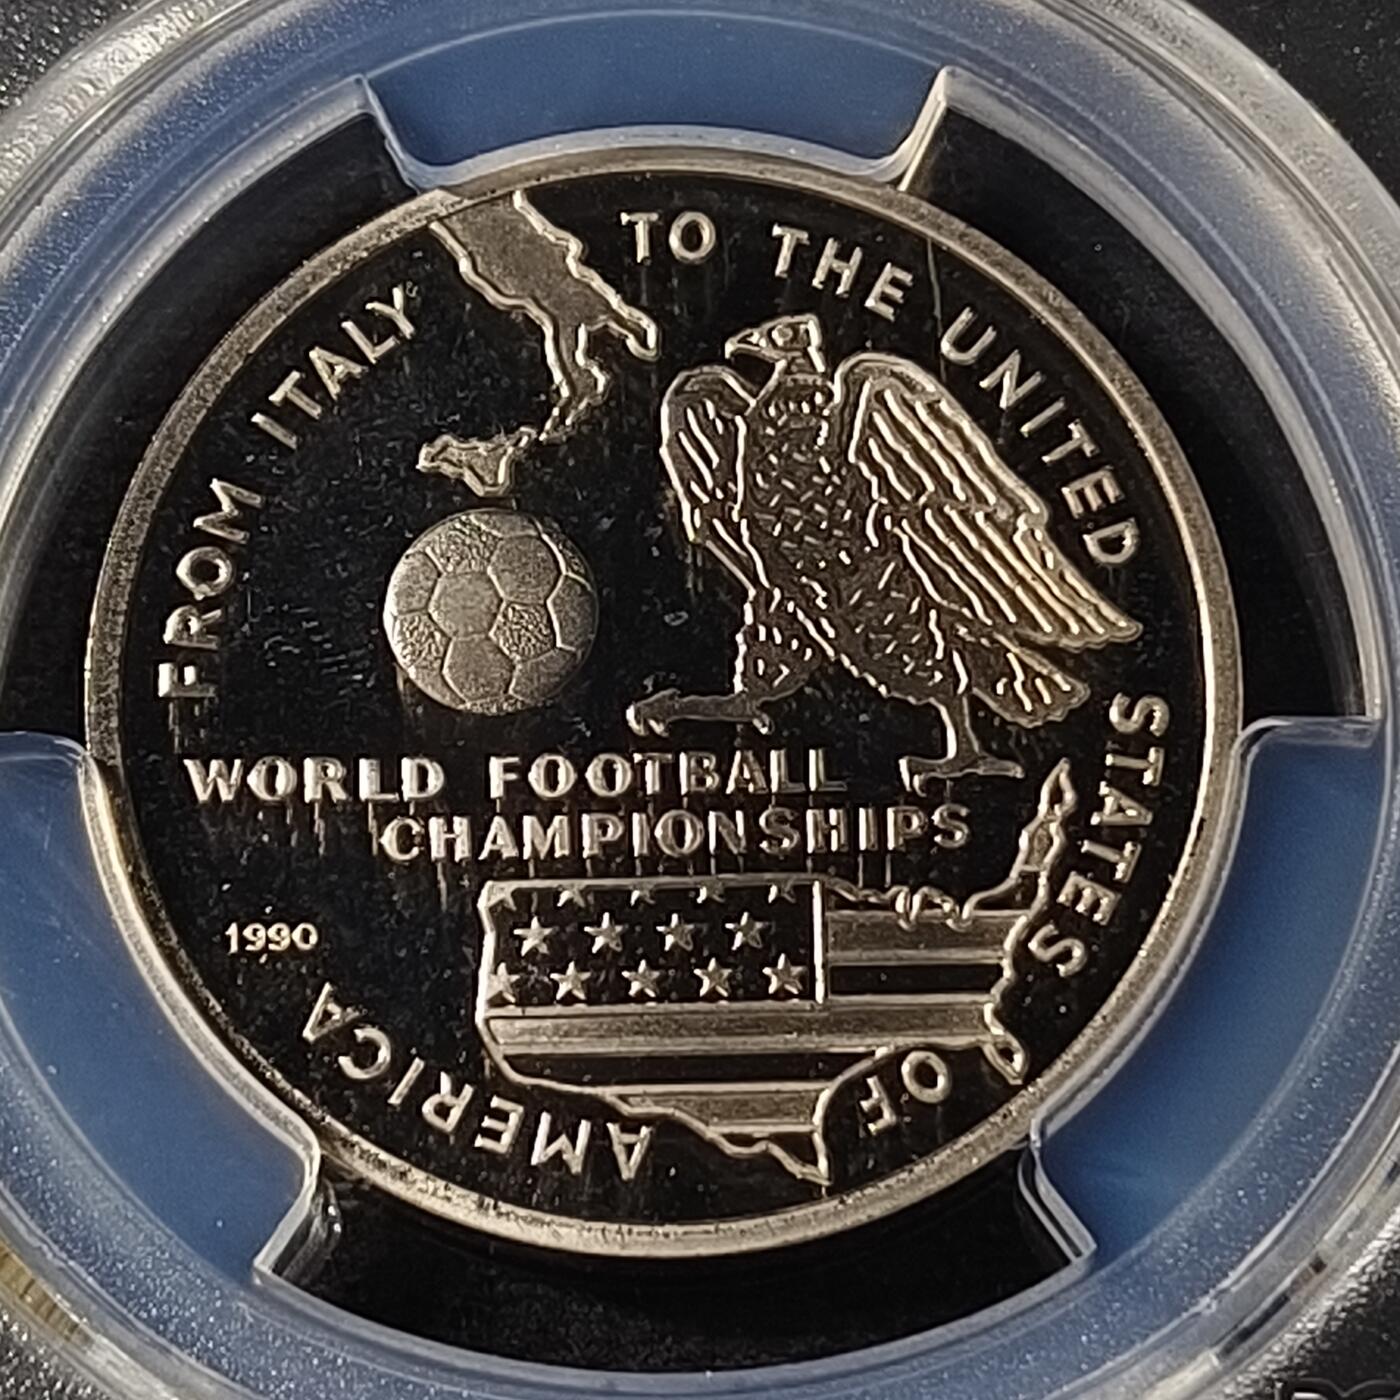 FROM ITALY TO THE UNITED STATES OF AMERICA
WORLD FOOTBALL
CHAMPIONSHIPS
1990